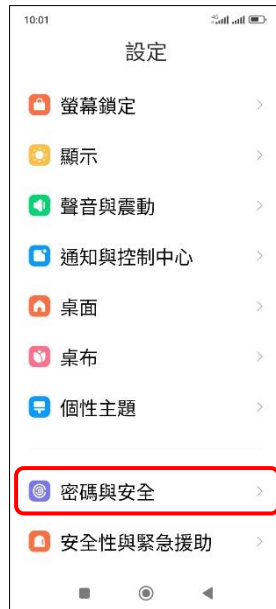 10:01
4G
設定
螢幕鎖定
顯示
聲音與震動
通知與控制中心
桌面
桌布
個性主題
密碼與安全
安全性與緊急援助